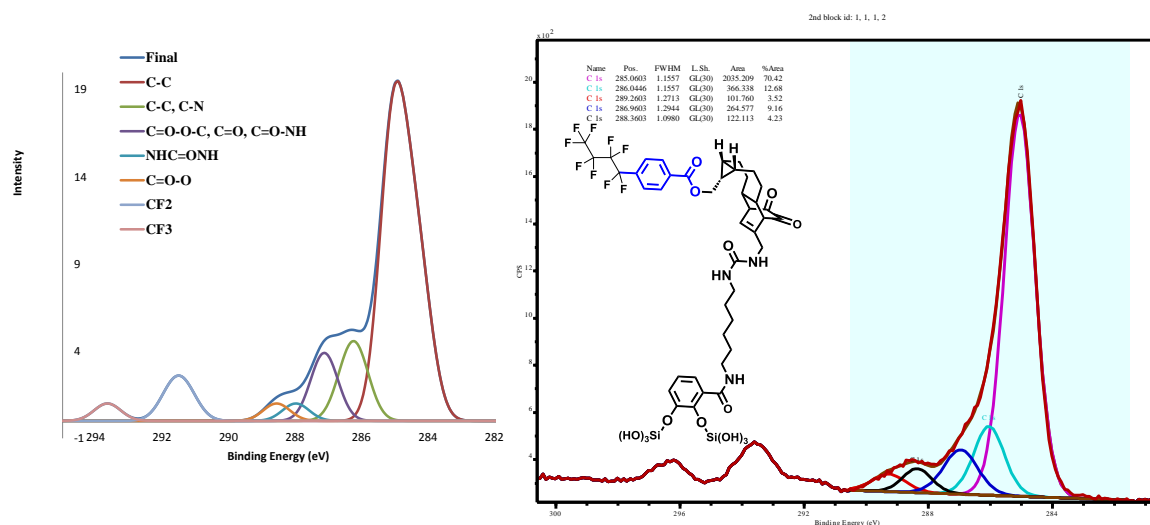 2nd block id: 1, 1, 1, 2
Final
C-C
C-C, C-N
C=O-O-C, C=O, C=O-NH
NHC=ONH
C=O-O
CF2
CF3
Intensity
19
14
9
4
-1
294
292
290
288
286
284
282
Binding Energy (eV)
x 10²
Name Pos. FWHM L.Sh. Area %Area
C 1s 285.0603 1.1557 GL(30) 2035.209 70.42
C 1s 286.0446 1.1557 GL(30) 366.338 12.68
C 1s 289.2603 1.2713 GL(30) 101.760 3.52
C 1s 286.9603 1.2944 GL(30) 264.577 9.16
C 1s 288.3603 1.0980 GL(30) 122.113 4.23
C 1s
20
18
16
14
12
10
8
6
4
CPS
F F
F F
F F
F
F F
H H
O
O
O
O
O
NH
NH
NH
O
O O
(HO)₃Si Si(OH)₃
300 296 292 288 284
Binding Energy (eV)